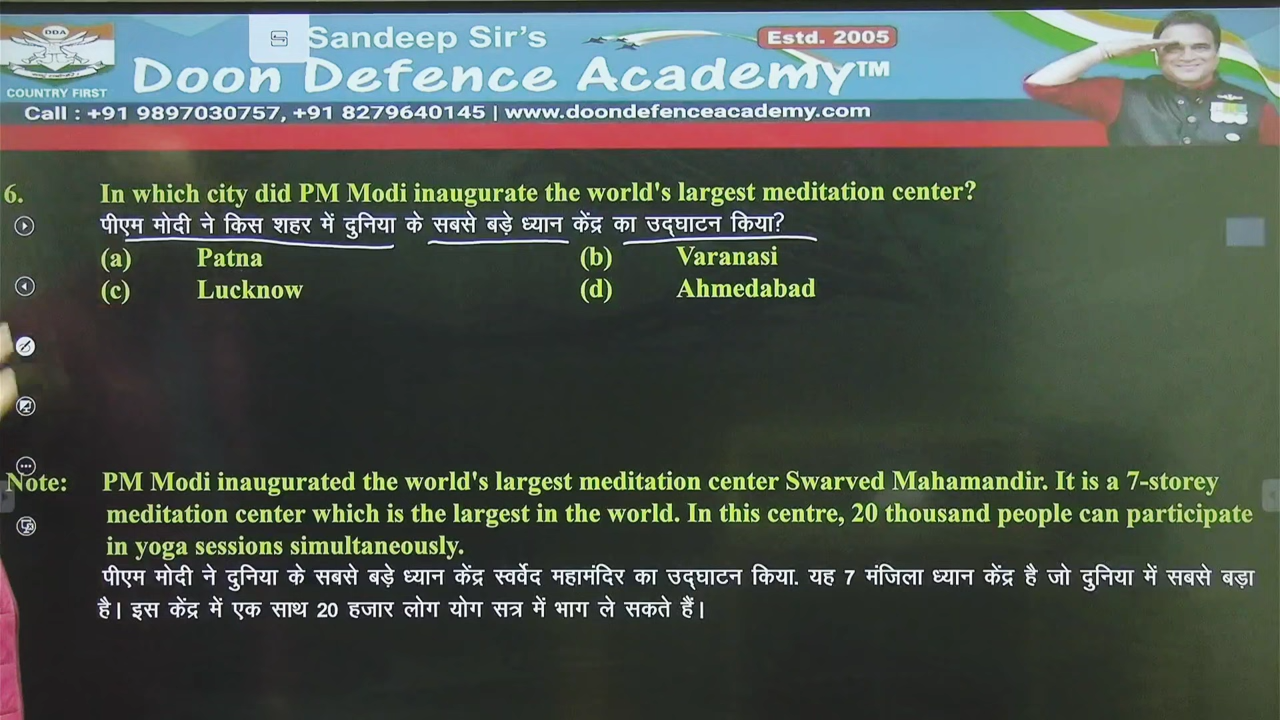 DDA
COUNTRY FIRST
Sandeep Sir's
Estd. 2005
Doon Defence Academy™
Call : +91 9897030757, +91 8279640145 | www.doondefenceacademy.com
6. In which city did PM Modi inaugurate the world's largest meditation center?
पीएम मोदी ने किस शहर में दुनिया के सबसे बड़े ध्यान केंद्र का उद्घाटन किया?
(a) Patna (b) Varanasi
(c) Lucknow (d) Ahmedabad
Note: PM Modi inaugurated the world's largest meditation center Swarved Mahamandir. It is a 7-storey
meditation center which is the largest in the world. In this centre, 20 thousand people can participate
in yoga sessions simultaneously.
पीएम मोदी ने दुनिया के सबसे बड़े ध्यान केंद्र स्वर्वेद महामंदिर का उद्घाटन किया. यह 7 मंजिला ध्यान केंद्र है जो दुनिया में सबसे बड़ा
है। इस केंद्र में एक साथ 20 हजार लोग योग सत्र में भाग ले सकते हैं।